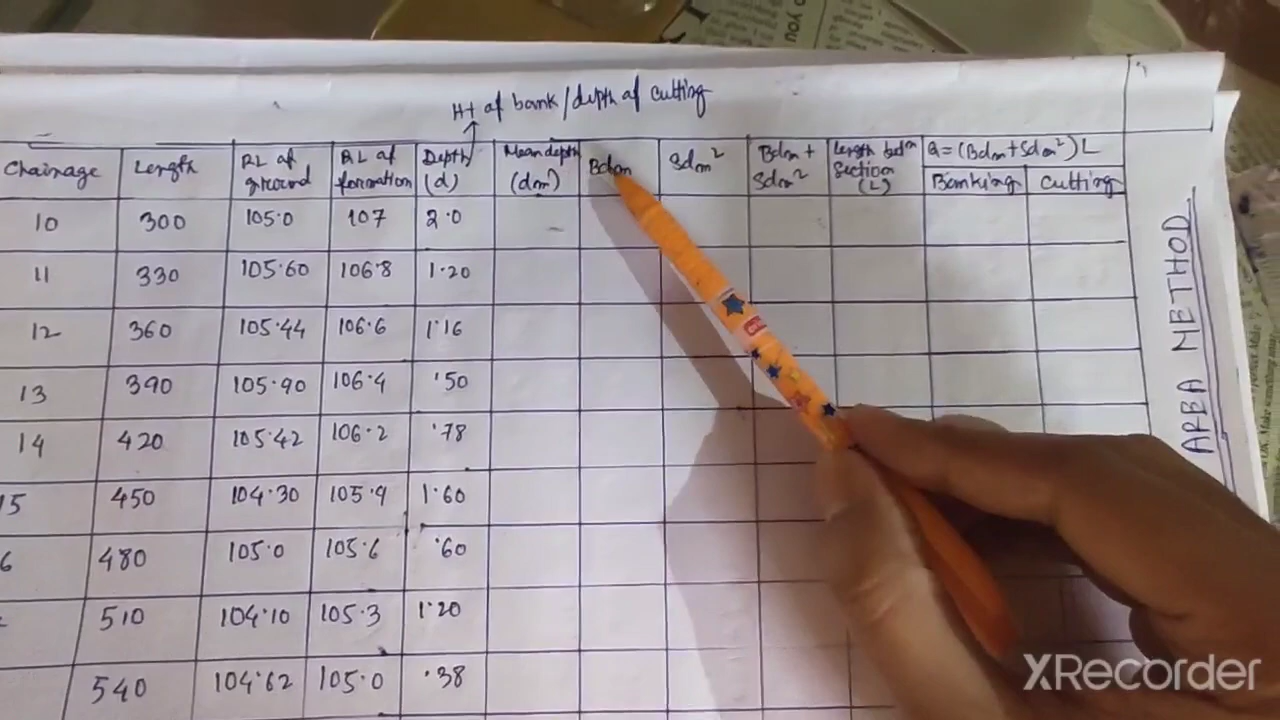 Ht of bank/depth of cutting
Chainage Length RL of ground RL of formation Depth (d) Mean depth (dm) Bdm Sdm² Bdm + Sdm² Length betn Section (L) Q = (Bdm+Sdm²) L
Banking Cutting
10 300 105.0 107 2.0
11 330 105.60 106.8 1.20
12 360 105.44 106.6 1.16
13 390 105.90 106.4 .50
14 420 105.42 106.2 .78
15 450 104.30 105.9 1.60
6 480 105.0 105.6 .60
510 104.10 105.3 1.20
540 104.62 105.0 .38
AREA METHOD
you
XRecorder